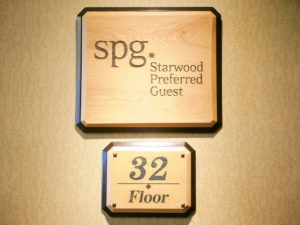 spg.
Starwood
Preferred
Guest
32
Floor